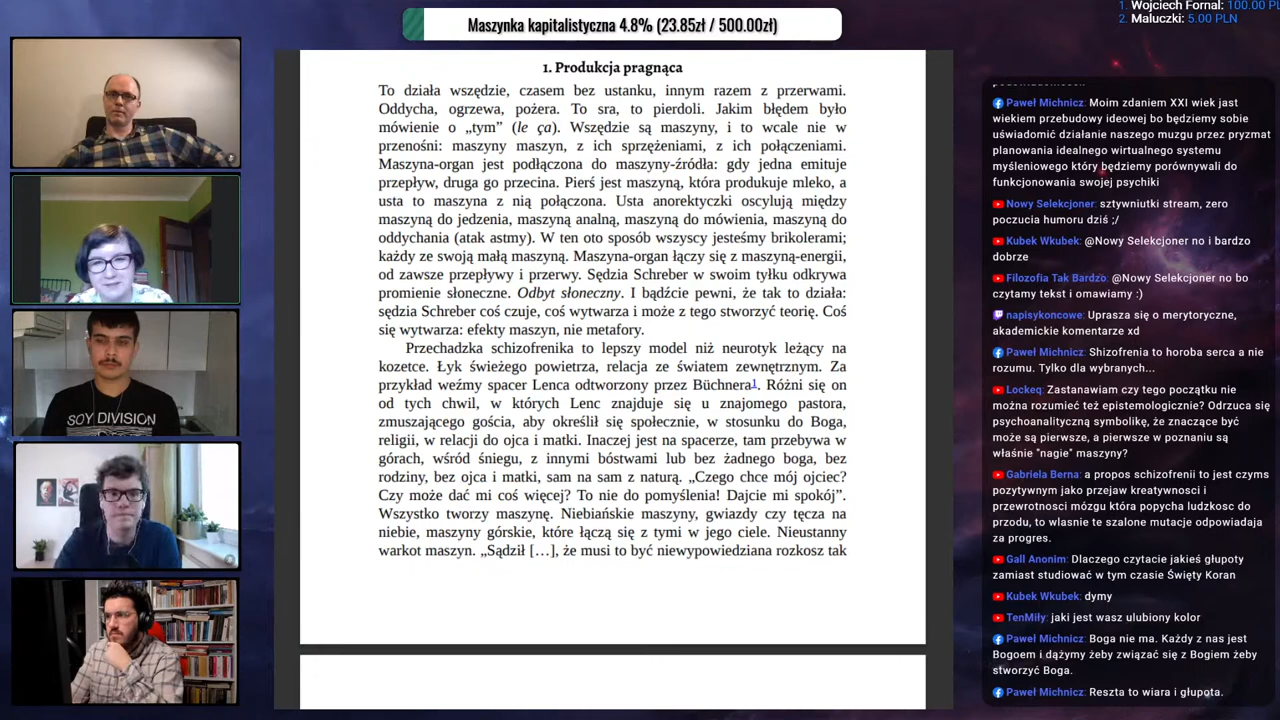 Maszynka kapitalistyczna 4.8% (23.85zł / 500.00zł)
1. Wojciech Fornal: 100.00 PL
2. Maluczki: 5.00 PLN
SOY DIVISION
1. Produkcja pragnąca
To działa wszędzie, czasem bez ustanku, innym razem z przerwami.
Oddycha, ogrzewa, pożera. To sra, to pierdoli. Jakim błędem było
mówienie o „tym” (le ça). Wszędzie są maszyny, i to wcale nie w
przenośni: maszyny maszyn, z ich sprzężeniami, z ich połączeniami.
Maszyna-organ jest podłączona do maszyny-źródła: gdy jedna emituje
przepływ, druga go przecina. Pierś jest maszyną, która produkuje mleko, a
usta to maszyna z nią połączona. Usta anorektyczki oscylują między
maszyną do jedzenia, maszyną analną, maszyną do mówienia, maszyną do
oddychania (atak astmy). W ten oto sposób wszyscy jesteśmy brikolerami;
każdy ze swoją małą maszyną. Maszyna-organ łączy się z maszyną-energii,
od zawsze przepływy i przerwy. Sędzia Schreber w swoim tyłku odkrywa
promienie słoneczne. Odbyt słoneczny. I bądźcie pewni, że tak to działa:
sędzia Schreber coś czuje, coś wytwarza i może z tego stworzyć teorię. Coś
się wytwarza: efekty maszyn, nie metafory.
Przechadzka schizofrenika to lepszy model niż neurotyk leżący na
kozetce. Łyk świeżego powietrza, relacja ze światem zewnętrznym. Za
przykład weźmy spacer Lenca odtworzony przez Büchnera1. Różni się on
od tych chwil, w których Lenc znajduje się u znajomego pastora,
zmuszającego gościa, aby określił się społecznie, w stosunku do Boga,
religii, w relacji do ojca i matki. Inaczej jest na spacerze, tam przebywa w
górach, wśród śniegu, z innymi bóstwami lub bez żadnego boga, bez
rodziny, bez ojca i matki, sam na sam z naturą. „Czego chce mój ojciec?
Czy może dać mi coś więcej? To nie do pomyślenia! Dajcie mi spokój”.
Wszystko tworzy maszynę. Niebiańskie maszyny, gwiazdy czy tęcza na
niebie, maszyny górskie, które łączą się z tymi w jego ciele. Nieustanny
warkot maszyn. „Sądził […], że musi to być niewypowiedziana rozkosz tak
Paweł Michnicz: Moim zdaniem XXI wiek jast
wiekiem przebudowy ideowej bo będziemy sobie
uświadomić działanie naszego muzgu przez pryzmat
planowania idealnego wirtualnego systemu
myśleniowego który będziemy porównywali do
funkcjonowania swojej psychiki
Nowy Selekcjoner: sztywniutki stream, zero
poczucia humoru dziś ;/
Kubek Wkubek: @Nowy Selekcjoner no i bardzo
dobrze
Filozofia Tak Bardzo: @Nowy Selekcjoner no bo
czytamy tekst i omawiamy :)
napisykoncowe: Uprasza się o merytoryczne,
akademickie komentarze xd
Paweł Michnicz: Shizofrenia to horoba serca a nie
rozumu. Tylko dla wybranych...
Lockeq: Zastanawiam czy tego początku nie
można rozumieć też epistemologicznie? Odrzuca się
psychoanalityczną symbolikę, że znaczące być
może są pierwsze, a pierwsze w poznaniu są
właśnie "nagie" maszyny?
Gabriela Berna: a propos schizofrenii to jest czyms
pozytywnym jako przejaw kreatywnosci i
przewrotnosci mózgu która popycha ludzkosc do
przodu, to wlasnie te szalone mutacje odpowiadaja
za progres.
Gall Anonim: Dlaczego czytacie jakieś głupoty
zamiast studiować w tym czasie Święty Koran
Kubek Wkubek: dymy
TenMiły: jaki jest wasz ulubiony kolor
Paweł Michnicz: Boga nie ma. Każdy z nas jest
Bogoem i dążymy żeby związać się z Bogiem żeby
stworzyć Boga.
Paweł Michnicz: Reszta to wiara i głupota.